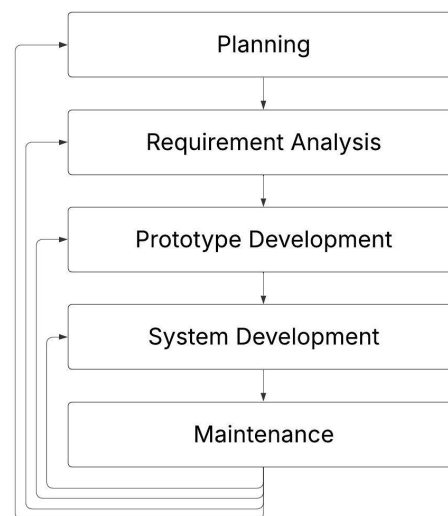 Planning
Requirement Analysis
Prototype Development
System Development
Maintenance